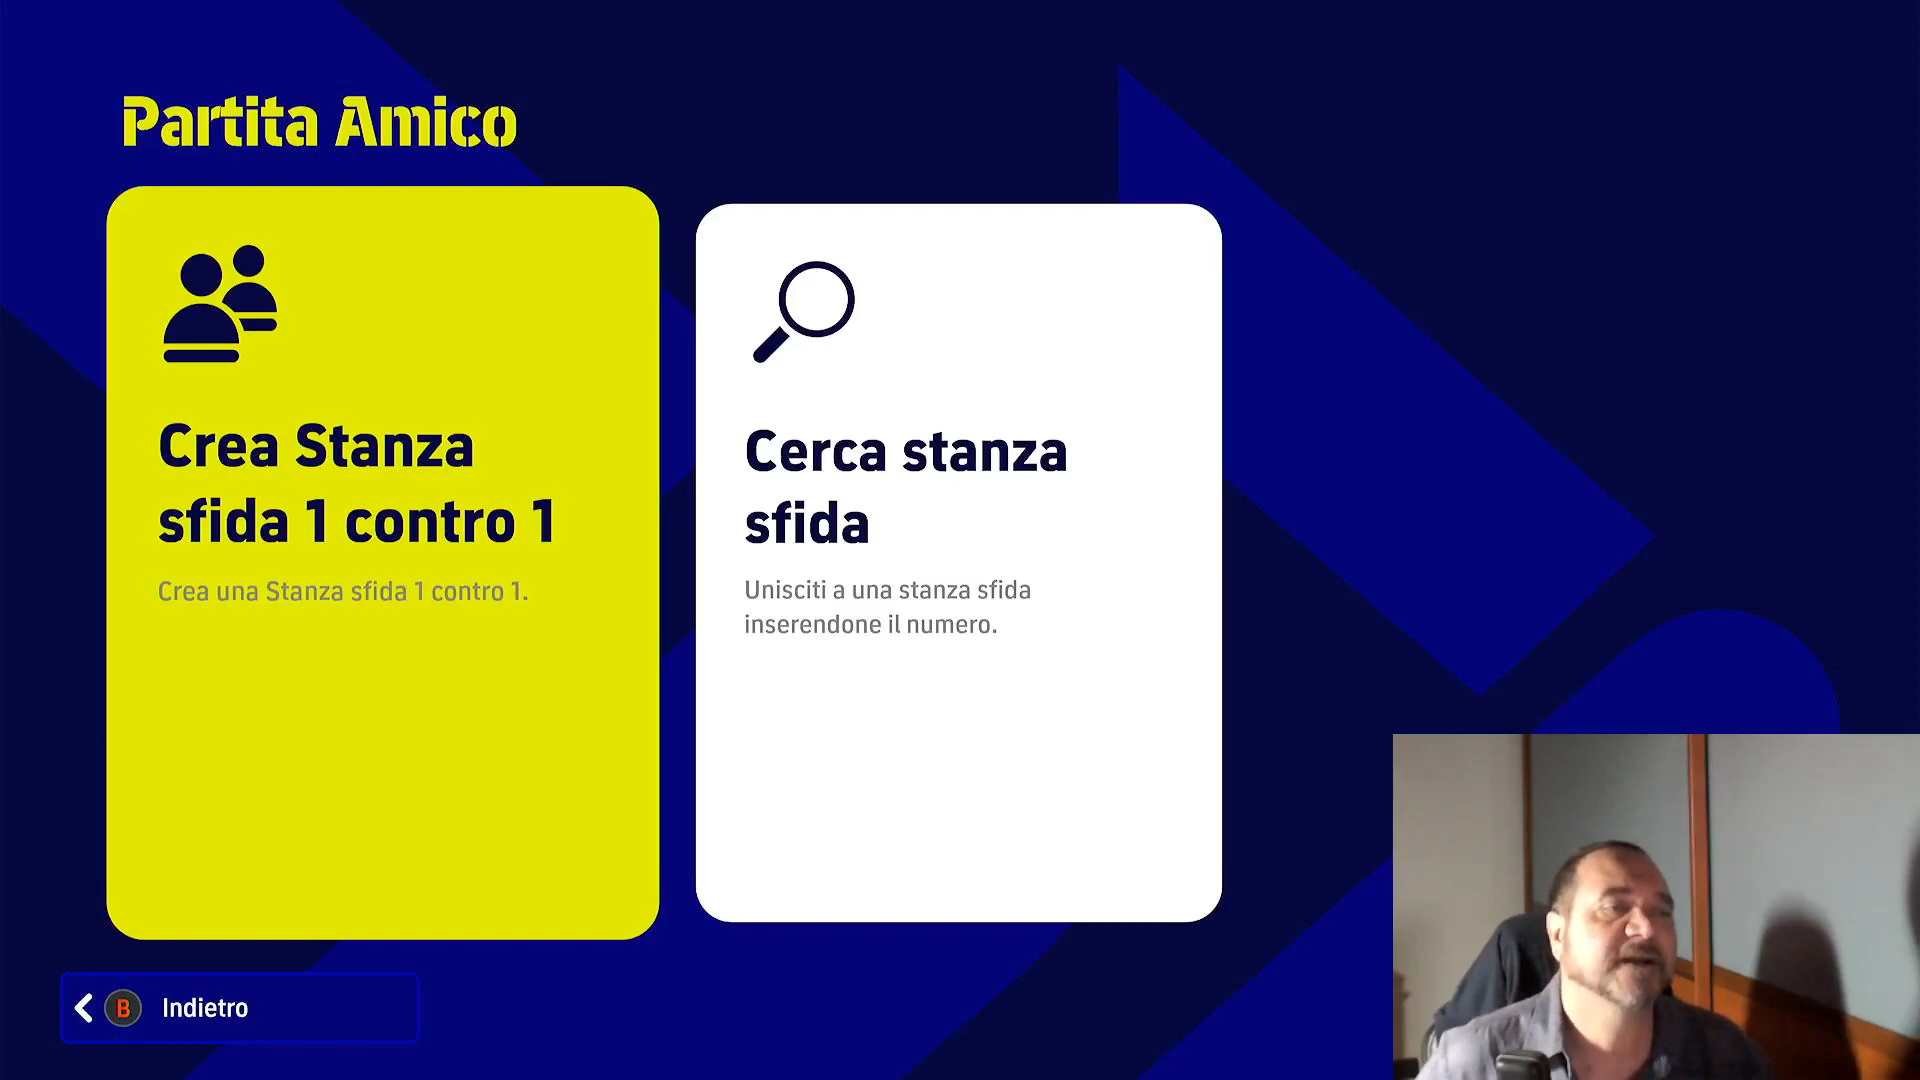 Partita Amico
Crea Stanza
sfida 1 contro 1
Crea una Stanza sfida 1 contro 1.
Cerca stanza
sfida
Unisciti a una stanza sfida
inserendone il numero.
B Indietro